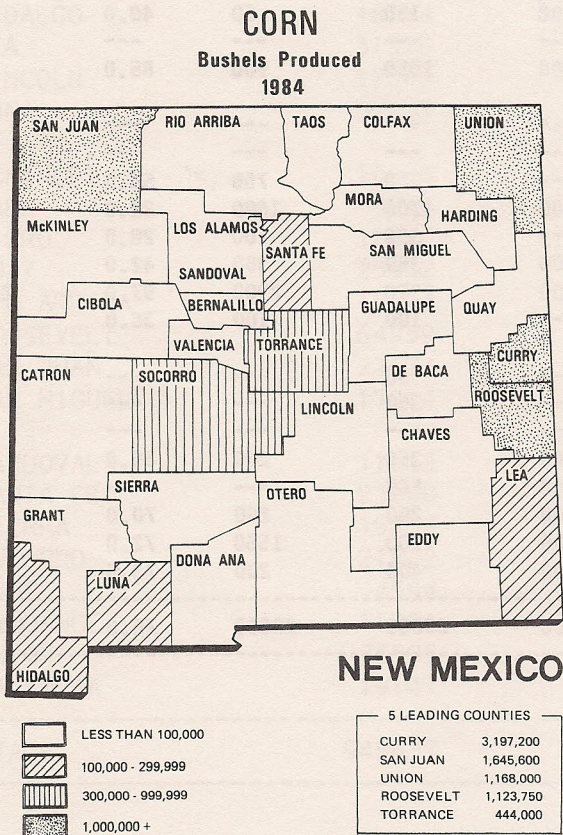 CORN
Bushels Produced
1984
SAN JUAN
RIO ARRIBA
TAOS
COLFAX
UNION
MORA
HARDING
McKINLEY
LOS ALAMOS
SANTA FE
SAN MIGUEL
SANDOVAL
CIBOLA
BERNALILLO
GUADALUPE
QUAY
VALENCIA
TORRANCE
CURRY
CATRON
SOCORRO
DE BACA
ROOSEVELT
LINCOLN
CHAVES
LEA
SIERRA
OTERO
GRANT
EDDY
DONA ANA
LUNA
HIDALGO
NEW MEXICO
LESS THAN 100,000
100,000 - 299,999
300,000 - 999,999
1,000,000 +
5 LEADING COUNTIES
CURRY 3,197,200
SAN JUAN 1,645,600
UNION 1,168,000
ROOSEVELT 1,123,750
TORRANCE 444,000